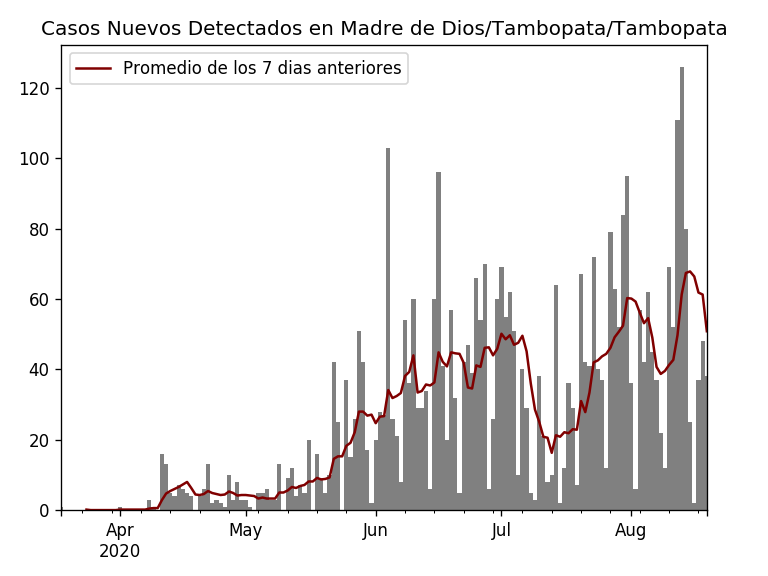 Casos Nuevos Detectados en Madre de Dios/Tambopata/Tambopata
Promedio de los 7 dias anteriores
120
100
80
60
40
20
0
Apr May Jun Jul Aug
2020